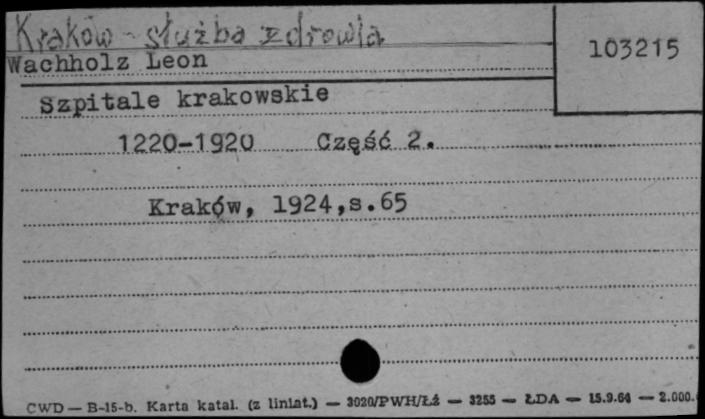 Kraków - służba zdrowia
103215
Wachholz Leon
Szpitale krakowskie
1220-1920 Część 2.
Kraków, 1924,s.65
CWD — B-15-b. Karta katal. (z liniat.) — 3020/PWH/Łź — 3255 — ŁDA — 15.9.64 — 2.000.